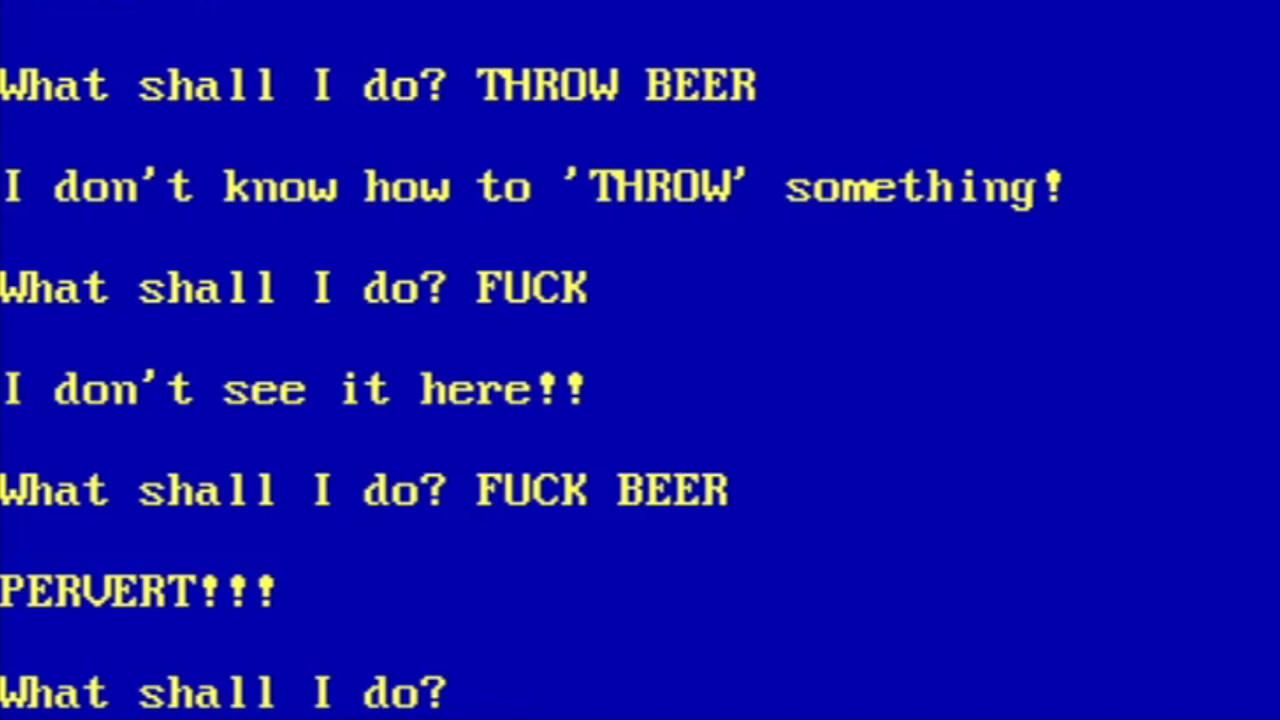 What shall I do? THROW BEER
I don't know how to 'THROW' something!
What shall I do? FUCK
I don't see it here!!
What shall I do? FUCK BEER
PERVERT!!!
What shall I do?